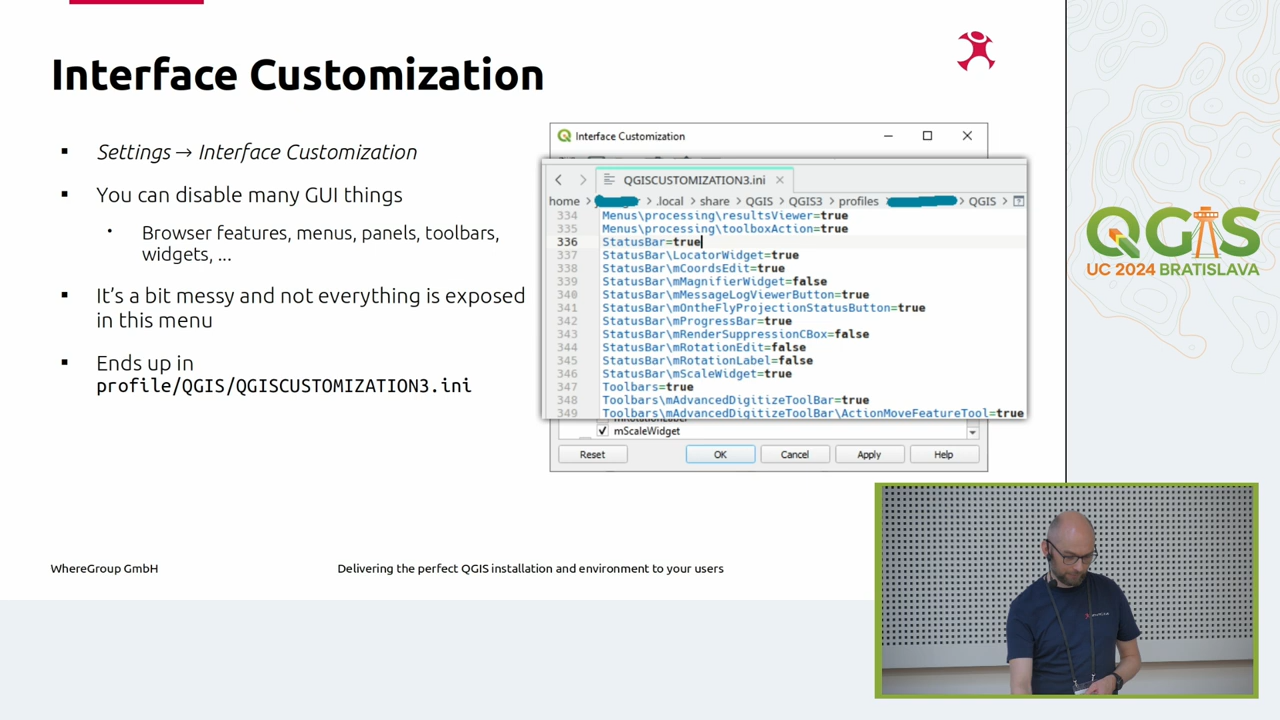 Interface Customization
▪ Settings → Interface Customization
▪ You can disable many GUI things
• Browser features, menus, panels, toolbars,
widgets, ...
▪ It's a bit messy and not everything is exposed
in this menu
▪ Ends up in
profile/QGIS/QGISCUSTOMIZATION3.ini
Interface Customization
QGISCUSTOMIZATION3.ini
home > .local > share > QGIS > QGIS3 > profiles > QGIS >
334 Menus\processing\resultsViewer=true
335 Menus\processing\toolboxAction=true
336 StatusBar=true
337 StatusBar\LocatorWidget=true
338 StatusBar\mCoordsEdit=true
339 StatusBar\mMagnifierWidget=false
340 StatusBar\mMessageLogViewerButton=true
341 StatusBar\mOntheFlyProjectionStatusButton=true
342 StatusBar\mProgressBar=true
343 StatusBar\mRenderSuppressionCBox=false
344 StatusBar\mRotationEdit=false
345 StatusBar\mRotationLabel=false
346 StatusBar\mScaleWidget=true
347 Toolbars=true
348 Toolbars\mAdvancedDigitizeToolBar=true
349 Toolbars\mAdvancedDigitizeToolBar\ActionMoveFeatureTool=true
mScaleWidget
Reset OK Cancel Apply Help
QGIS
UC 2024 BRATISLAVA
WhereGroup GmbH
Delivering the perfect QGIS installation and environment to your users